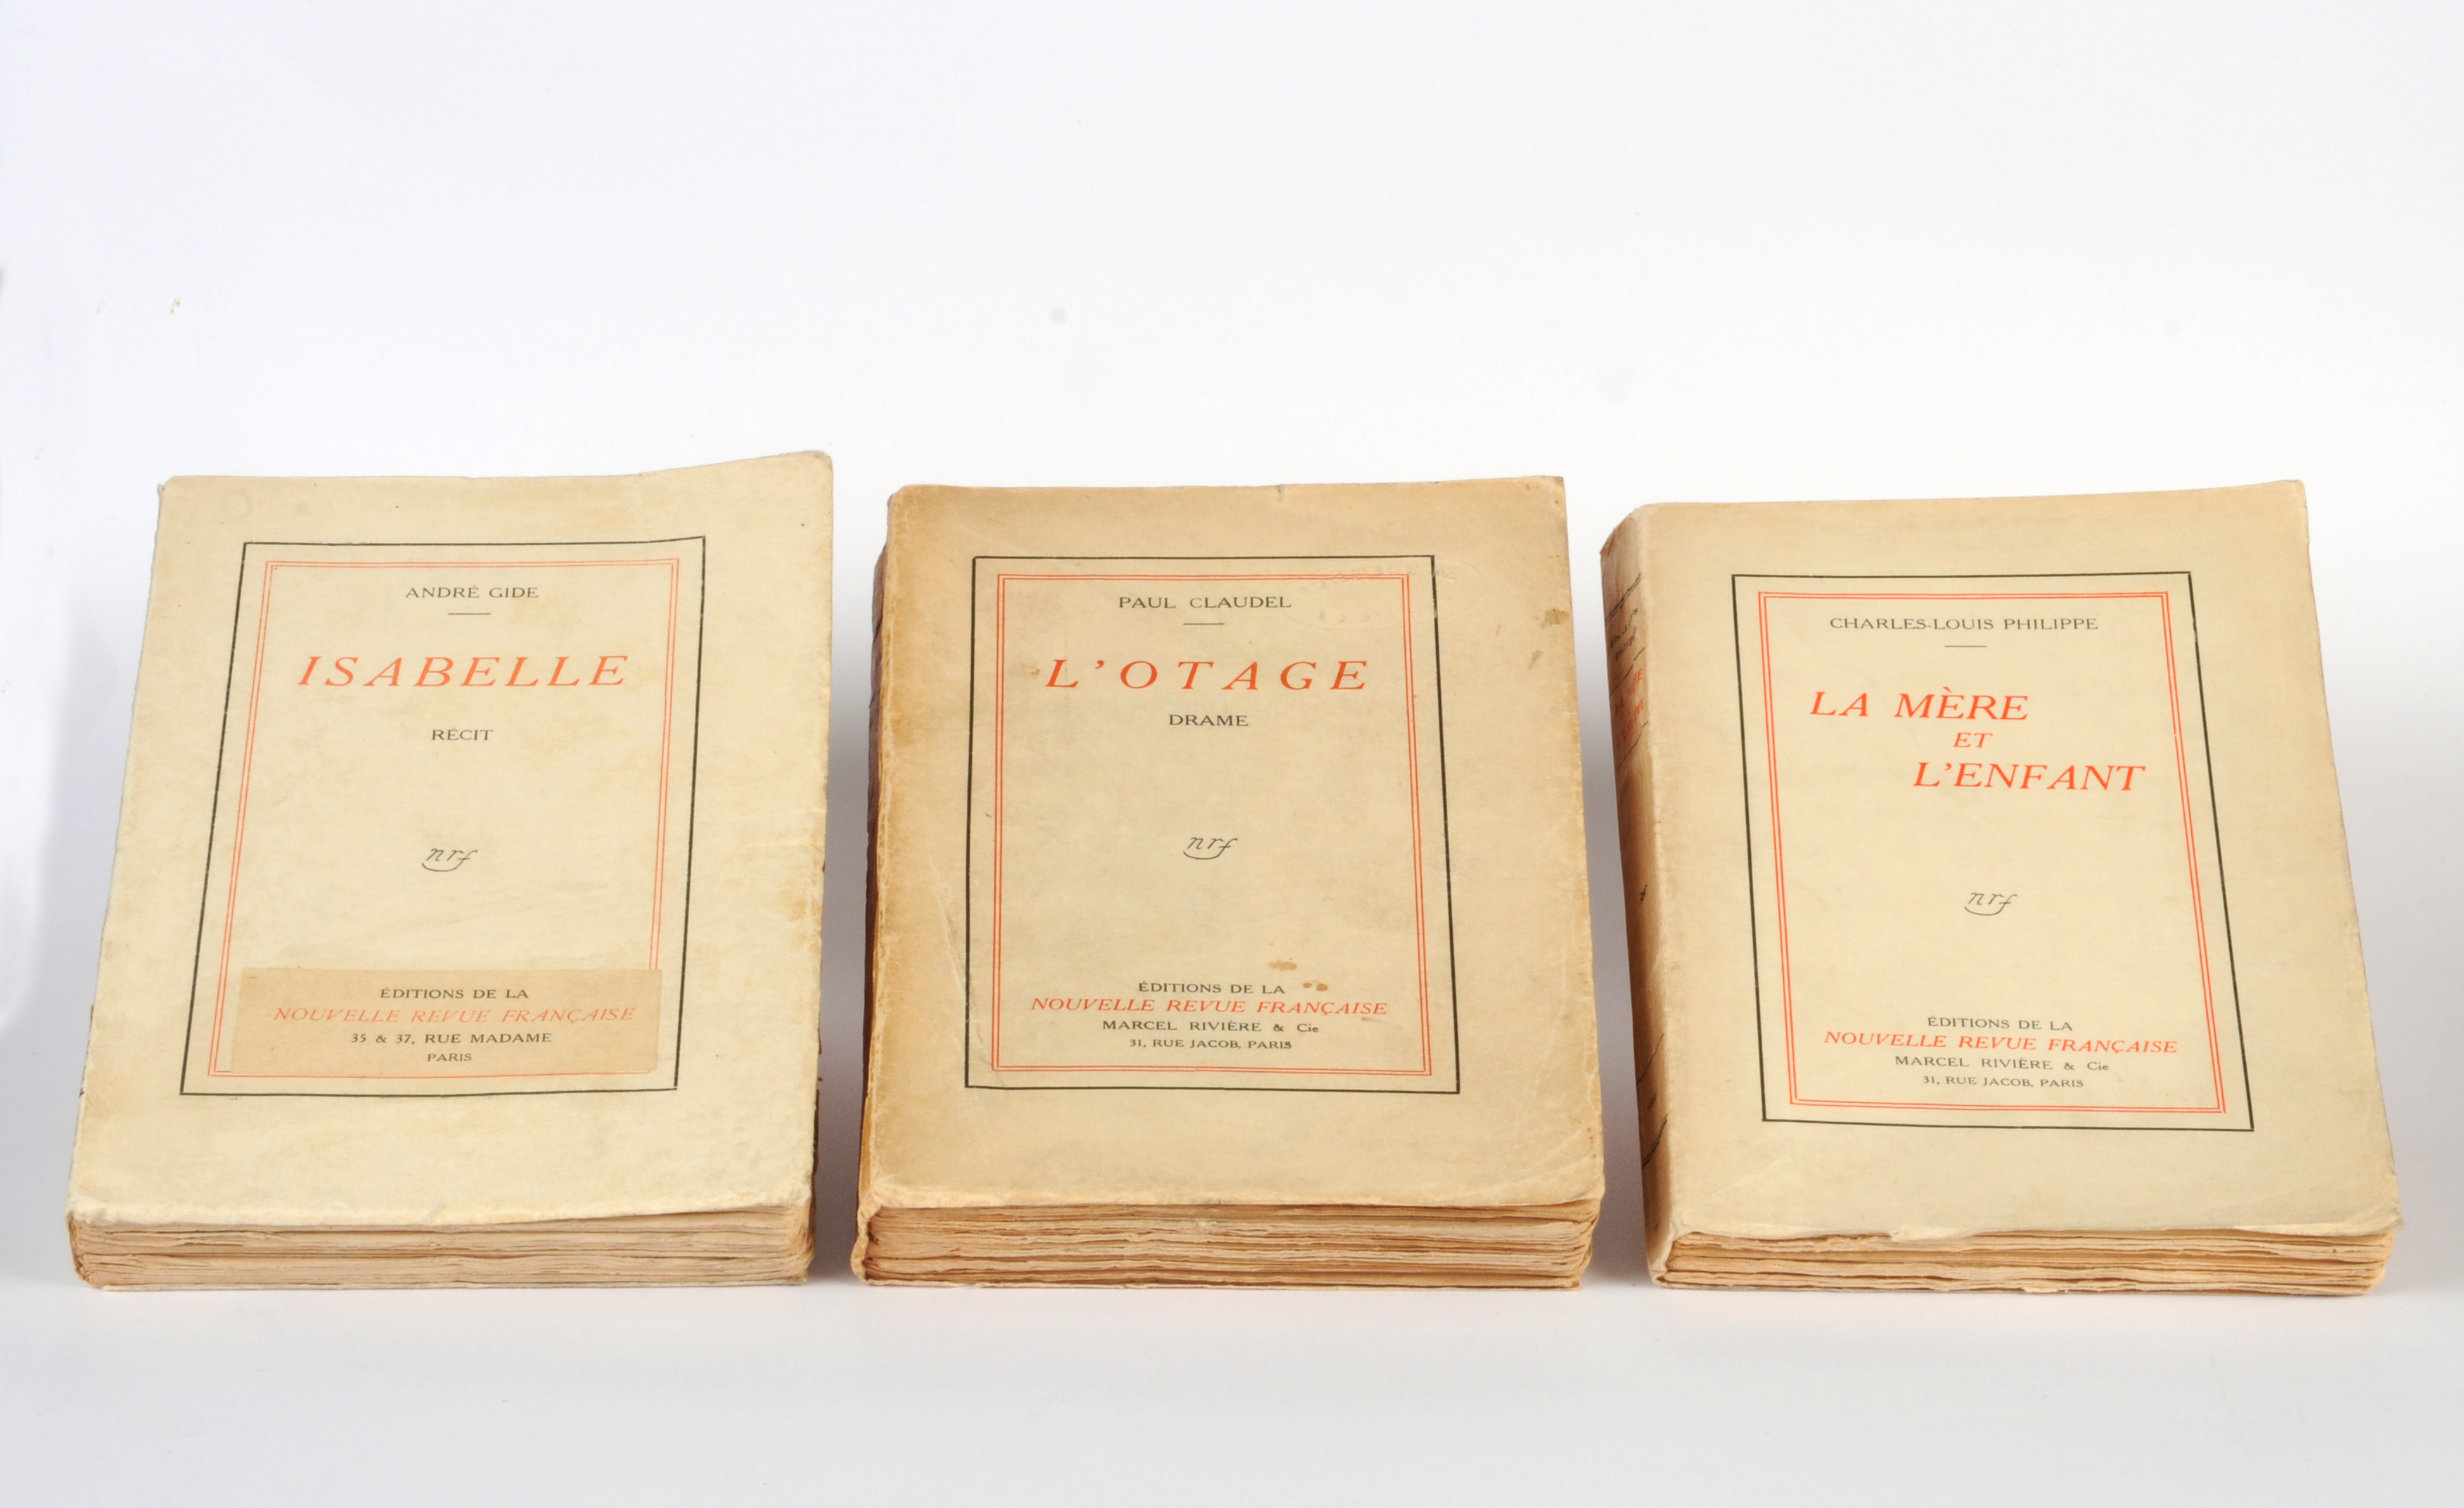 ANDRÉ GIDE
ISABELLE
RÉCIT
nrf
ÉDITIONS DE LA
NOUVELLE REVUE FRANÇAISE
35 & 37, RUE MADAME
PARIS
PAUL CLAUDEL
L'OTAGE
DRAME
nrf
ÉDITIONS DE LA
NOUVELLE REVUE FRANÇAISE
MARCEL RIVIÈRE & Cie
31, RUE JACOB, PARIS
CHARLES-LOUIS PHILIPPE
LA MÈRE
ET
L'ENFANT
nrf
ÉDITIONS DE LA
NOUVELLE REVUE FRANÇAISE
MARCEL RIVIÈRE & Cie
31, RUE JACOB, PARIS